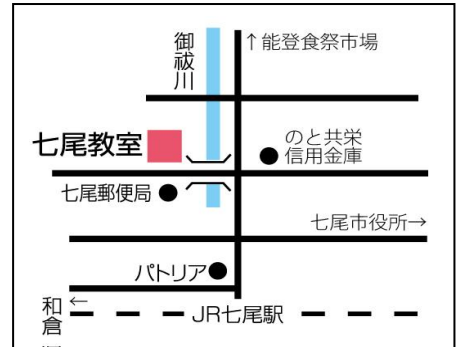 御祓川
↑能登食祭市場
七尾教室
のと共栄
信用金庫
七尾郵便局
七尾市役所→
パトリア
和倉
←
JR七尾駅